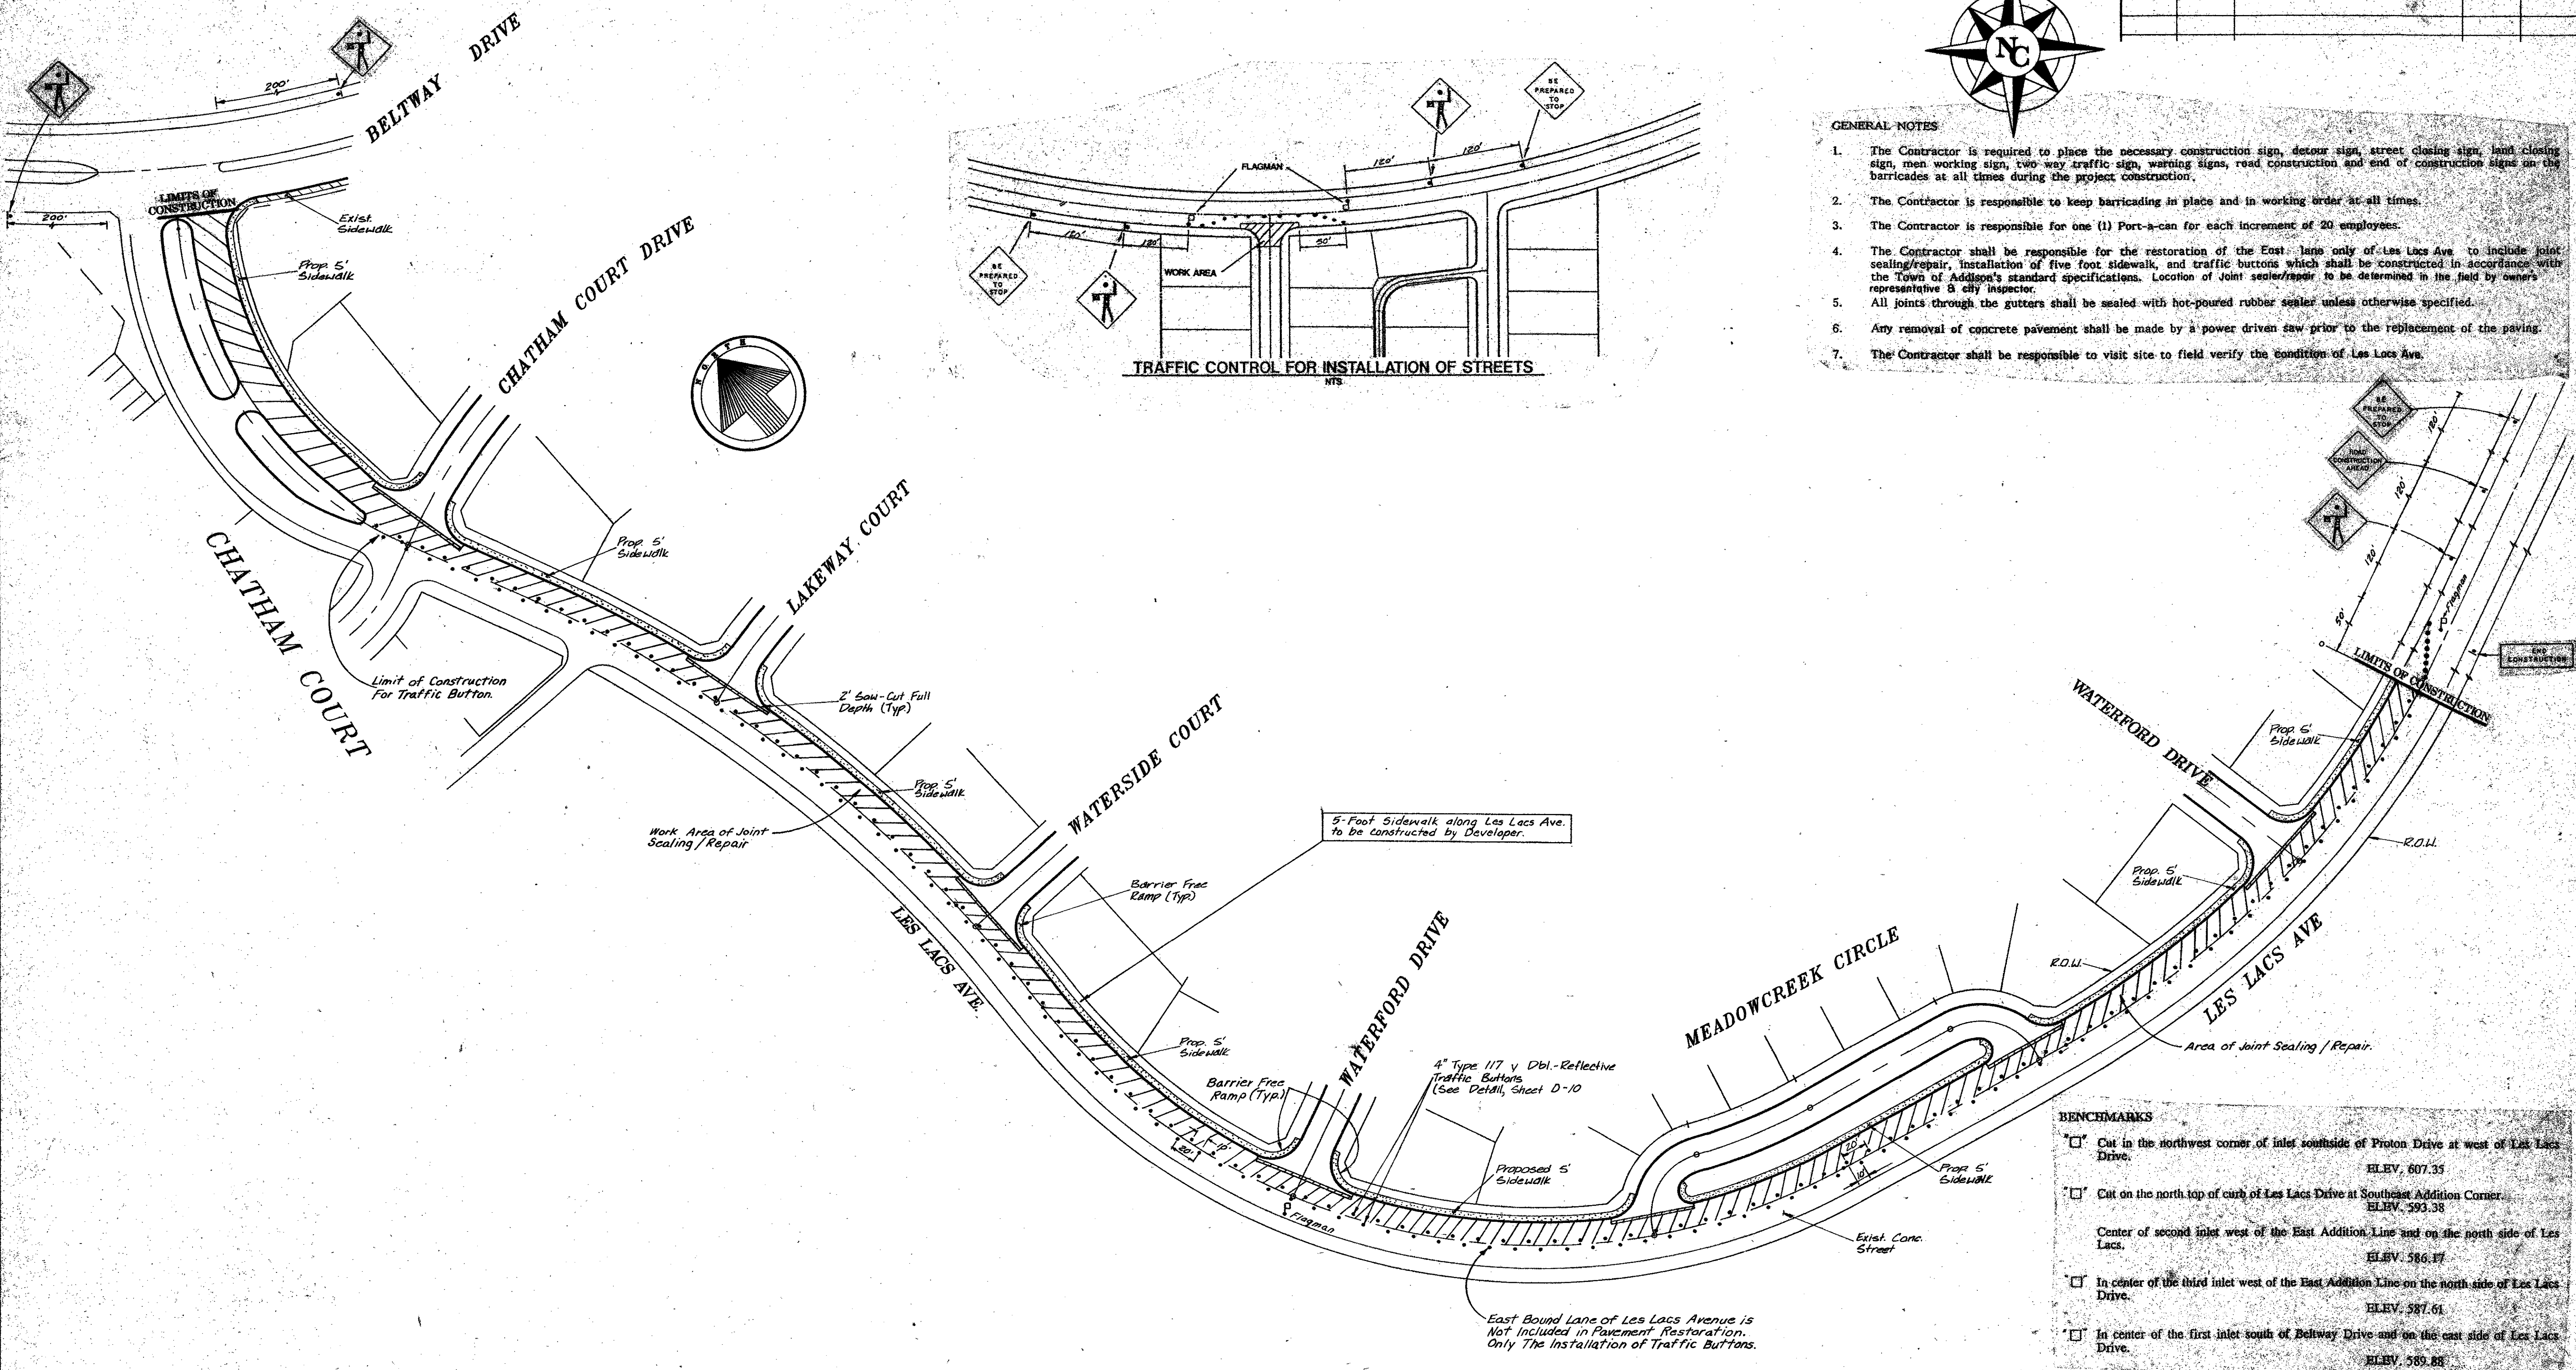 BELTWAY DRIVE
200'
200'
LIMITS OF
CONSTRUCTION
Exist.
Sidewalk
Prop. 5'
Sidewalk
CHATHAM COURT DRIVE
NORTH
CHATHAM COURT
Limit of Construction
For Traffic Button.
Prop. 5'
Sidewalk
LAKEWAY COURT
2' Saw-Cut Full
Depth (Typ.)
Prop. 5'
Sidewalk
Work Area of Joint
Sealing / Repair
WATERSIDE COURT
Barrier Free
Ramp (Typ.)
5-Foot Sidewalk along Les Lacs Ave.
to be constructed by Developer.
LES LACS AVE.
Prop. 5'
Sidewalk
Barrier Free
Ramp (Typ.)
WATERFORD DRIVE
4" Type 117 y Dbl.-Reflective
Traffic Buttons
(See Detail, Sheet D-10
20'
10'
Flagman
Proposed 5'
Sidewalk
MEADOWCREEK CIRCLE
20'
10'
Prop. 5'
Sidewalk
Exist. Conc.
Street
East Bound Lane of Les Lacs Avenue is
Not Included in Pavement Restoration.
Only The Installation of Traffic Buttons.
R.O.W.
Area of Joint Sealing / Repair.
LES LACS AVE
Prop. 5'
Sidewalk
R.O.W.
WATERFORD DRIVE
Prop. 5'
Sidewalk
LIMITS OF CONSTRUCTION
END
CONSTRUCTION
Flagman
50'
120'
120'
120'
BE
PREPARED
TO
STOP
ROAD
CONSTRUCTION
AHEAD
FLAGMAN
120'
120'
BE
PREPARED
TO
STOP
120'
120'
50'
BE
PREPARED
TO
STOP
WORK AREA
TRAFFIC CONTROL FOR INSTALLATION OF STREETS
NTS
NC
GENERAL NOTES
1. The Contractor is required to place the necessary construction sign, detour sign, street closing sign, land closing
sign, men working sign, two way traffic sign, warning signs, road construction and end of construction signs on the
barricades at all times during the project construction.
2. The Contractor is responsible to keep barricading in place and in working order at all times.
3. The Contractor is responsible for one (1) Port-a-can for each increment of 20 employees.
4. The Contractor shall be responsible for the restoration of the East lane only of Les Lacs Ave. to include joint
sealing/repair, installation of five foot sidewalk, and traffic buttons which shall be constructed in accordance with
the Town of Addison's standard specifications. Location of Joint sealer/repair to be determined in the field by owner's
representative & city inspector.
5. All joints through the gutters shall be sealed with hot-poured rubber sealer unless otherwise specified.
6. Any removal of concrete pavement shall be made by a power driven saw prior to the replacement of the paving.
7. The Contractor shall be responsible to visit site to field verify the condition of Les Lacs Ave.
BENCHMARKS
"□" Cut in the northwest corner of inlet southside of Proton Drive at west of Les Lacs
Drive.
ELEV. 607.35
"□" Cut on the north top of curb of Les Lacs Drive at Southeast Addition Corner.
ELEV. 593.38
Center of second inlet west of the East Addition Line and on the north side of Les
Lacs.
ELEV. 586.17
"□" In center of the third inlet west of the East Addition Line on the north side of Les Lacs
Drive.
ELEV. 587.61
"□" In center of the first inlet south of Beltway Drive and on the east side of Les Lacs
Drive.
ELEV. 589.88